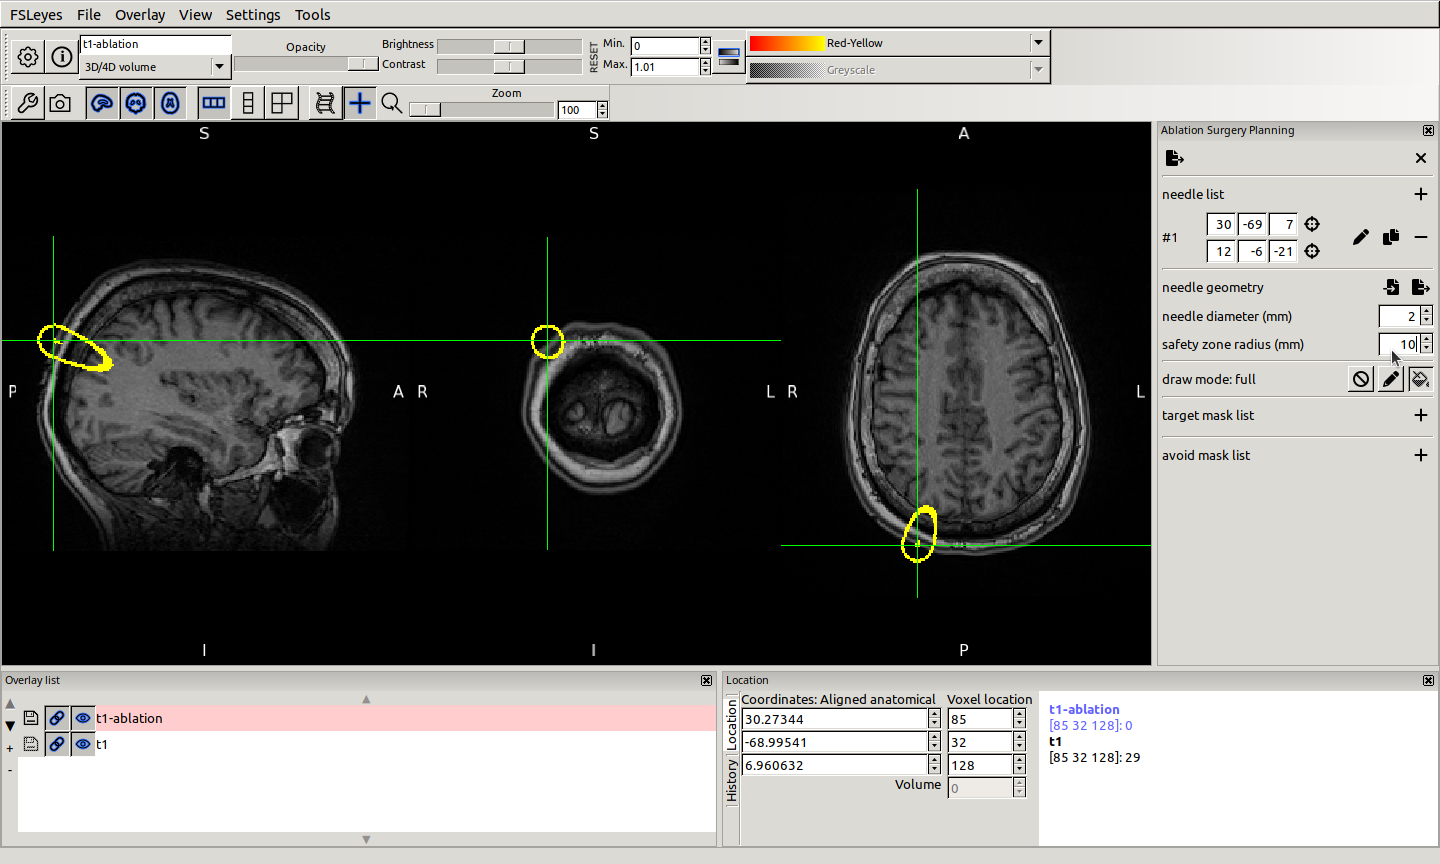 FSLeyes File Overlay View Settings Tools
t1-ablation
3D/4D volume
Opacity
Brightness
Contrast
RESET
Min. 0
Max. 1.01
Red-Yellow
Greyscale
Zoom
100
S S A
P A R L R L
I I P
Ablation Surgery Planning
needle list
#1
30 -69 7
12 -6 -21
needle geometry
needle diameter (mm) 2
safety zone radius (mm) 10
draw mode: full
target mask list
avoid mask list
Overlay list
t1-ablation
t1
+
-
Location
Location
History
Coordinates: Aligned anatomical Voxel location
30.27344 85
-68.99541 32
6.960632 128
Volume 0
t1-ablation
[85 32 128]: 0
t1
[85 32 128]: 29